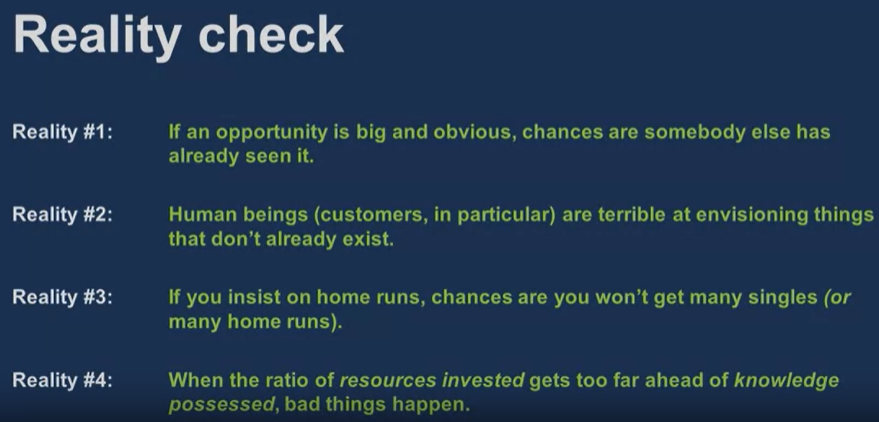 Reality check
Reality #1: If an opportunity is big and obvious, chances are somebody else has
already seen it.
Reality #2: Human beings (customers, in particular) are terrible at envisioning things
that don't already exist.
Reality #3: If you insist on home runs, chances are you won't get many singles (or
many home runs).
Reality #4: When the ratio of resources invested gets too far ahead of knowledge
possessed, bad things happen.